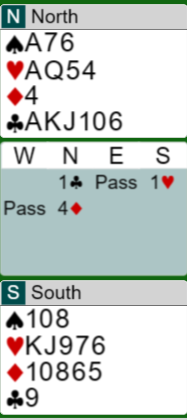 N North
♠A76
♥AQ54
♦4
♣AKJ106
W N E S
1♣ Pass 1♥
Pass 4♦
S South
♠108
♥KJ976
♦10865
♣9